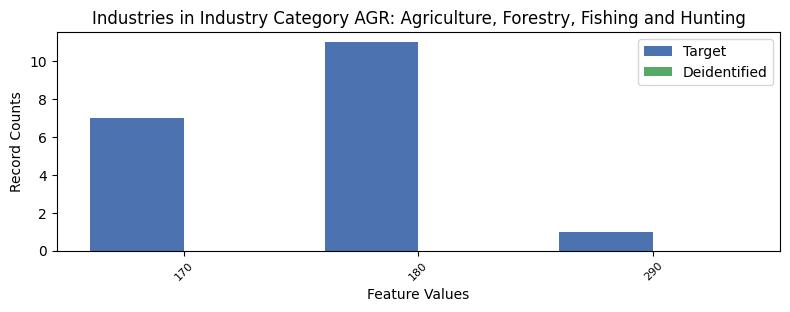 Industries in Industry Category AGR: Agriculture, Forestry, Fishing and Hunting
Target
Deidentified
Record Counts
10
8
6
4
2
0
170
180
290
Feature Values